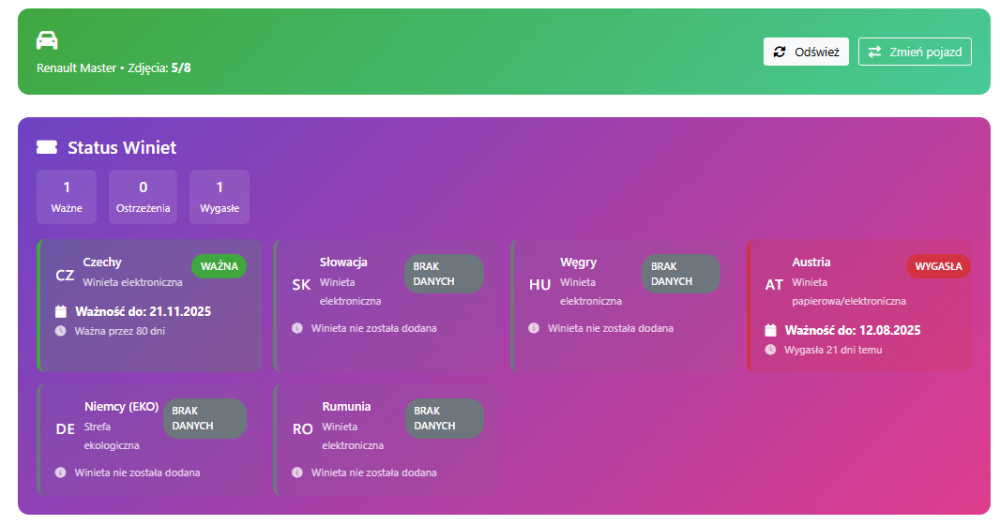 Renault Master • Zdjęcia: 5/8
Odśwież
Zmień pojazd
Status Winiet
1
Ważne
0
Ostrzeżenia
1
Wygasłe
CZ
Czechy
Winieta elektroniczna
WAŻNA
Ważność do: 21.11.2025
Ważna przez 80 dni
SK
Słowacja
Winieta
elektroniczna
BRAK
DANYCH
Winieta nie została dodana
HU
Węgry
Winieta
elektroniczna
BRAK
DANYCH
Winieta nie została dodana
AT
Austria
Winieta
papierowa/elektroniczna
WYGASŁA
Ważność do: 12.08.2025
Wygasła 21 dni temu
DE
Niemcy (EKO)
Strefa
ekologiczna
BRAK
DANYCH
Winieta nie została dodana
RO
Rumunia
Winieta
elektroniczna
BRAK
DANYCH
Winieta nie została dodana